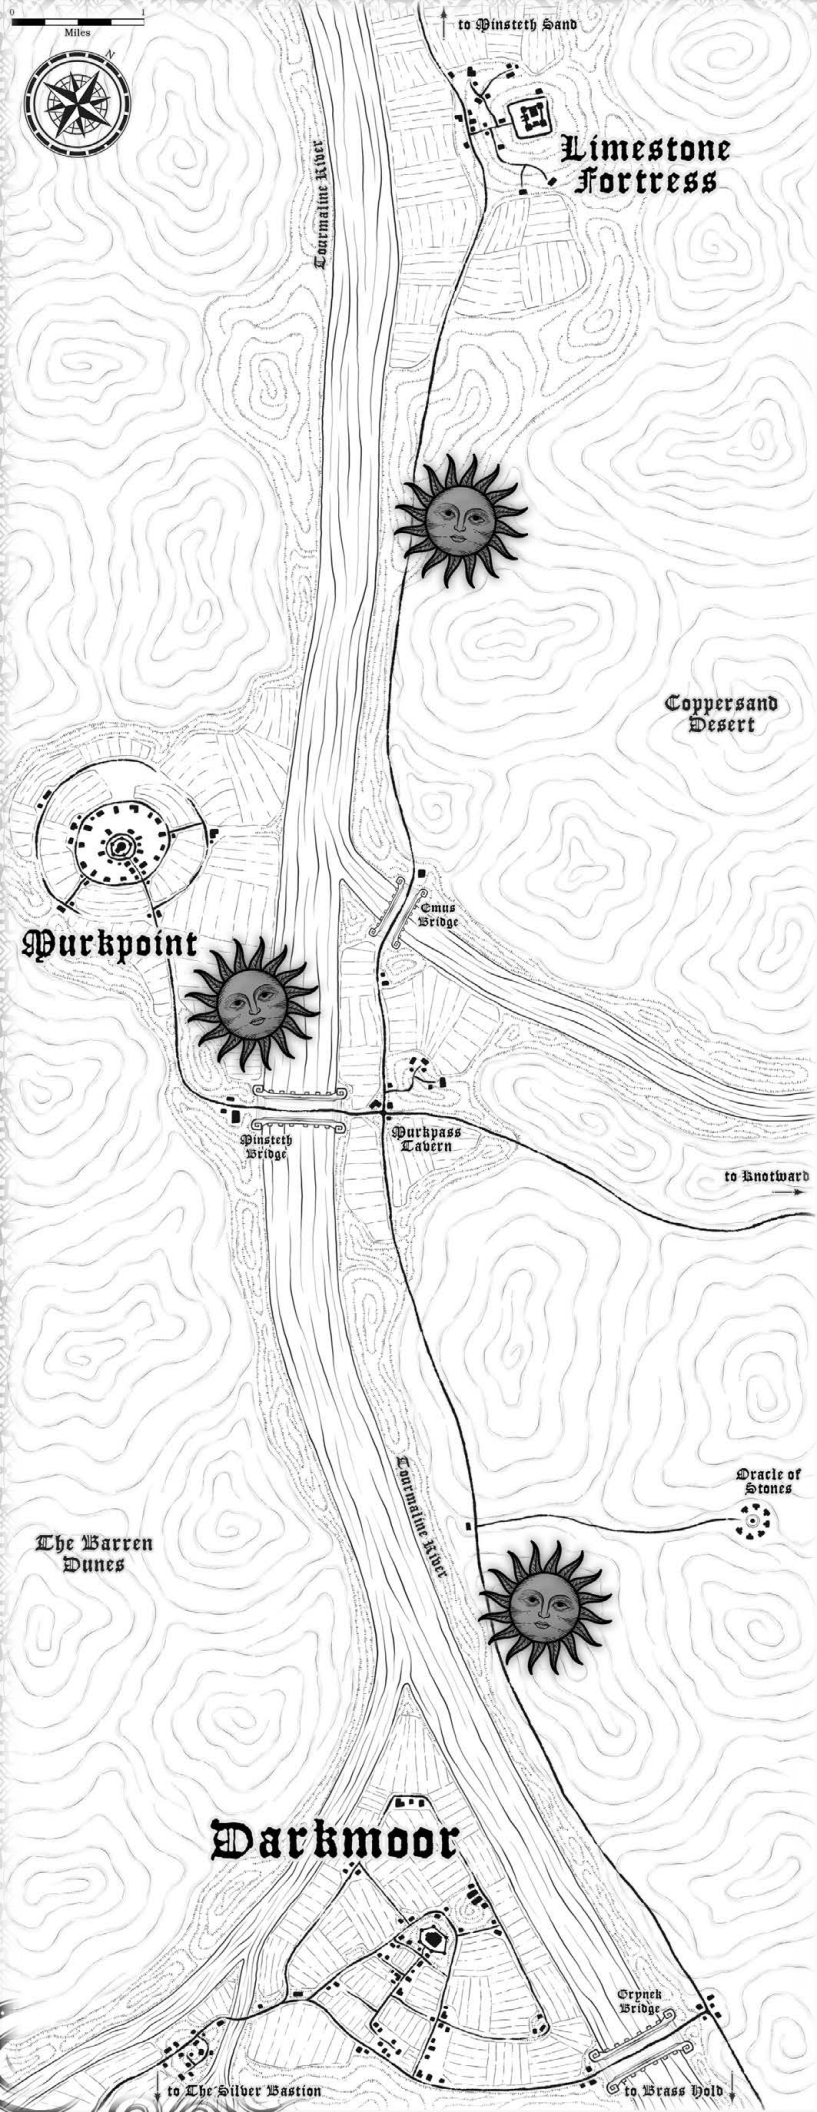 0 1
Miles
N
to Minsteth Sand
Limestone
Fortress
Tourmaline River
Coppersand
Desert
Emus
Bridge
Murkpoint
Minsteth
Bridge
Murkpass
Tavern
to Knotward
Oracle of
Stones
Tourmaline River
The Barren
Dunes
Darkmoor
Grynek
Bridge
to The Silver Bastion
to Brass Hold